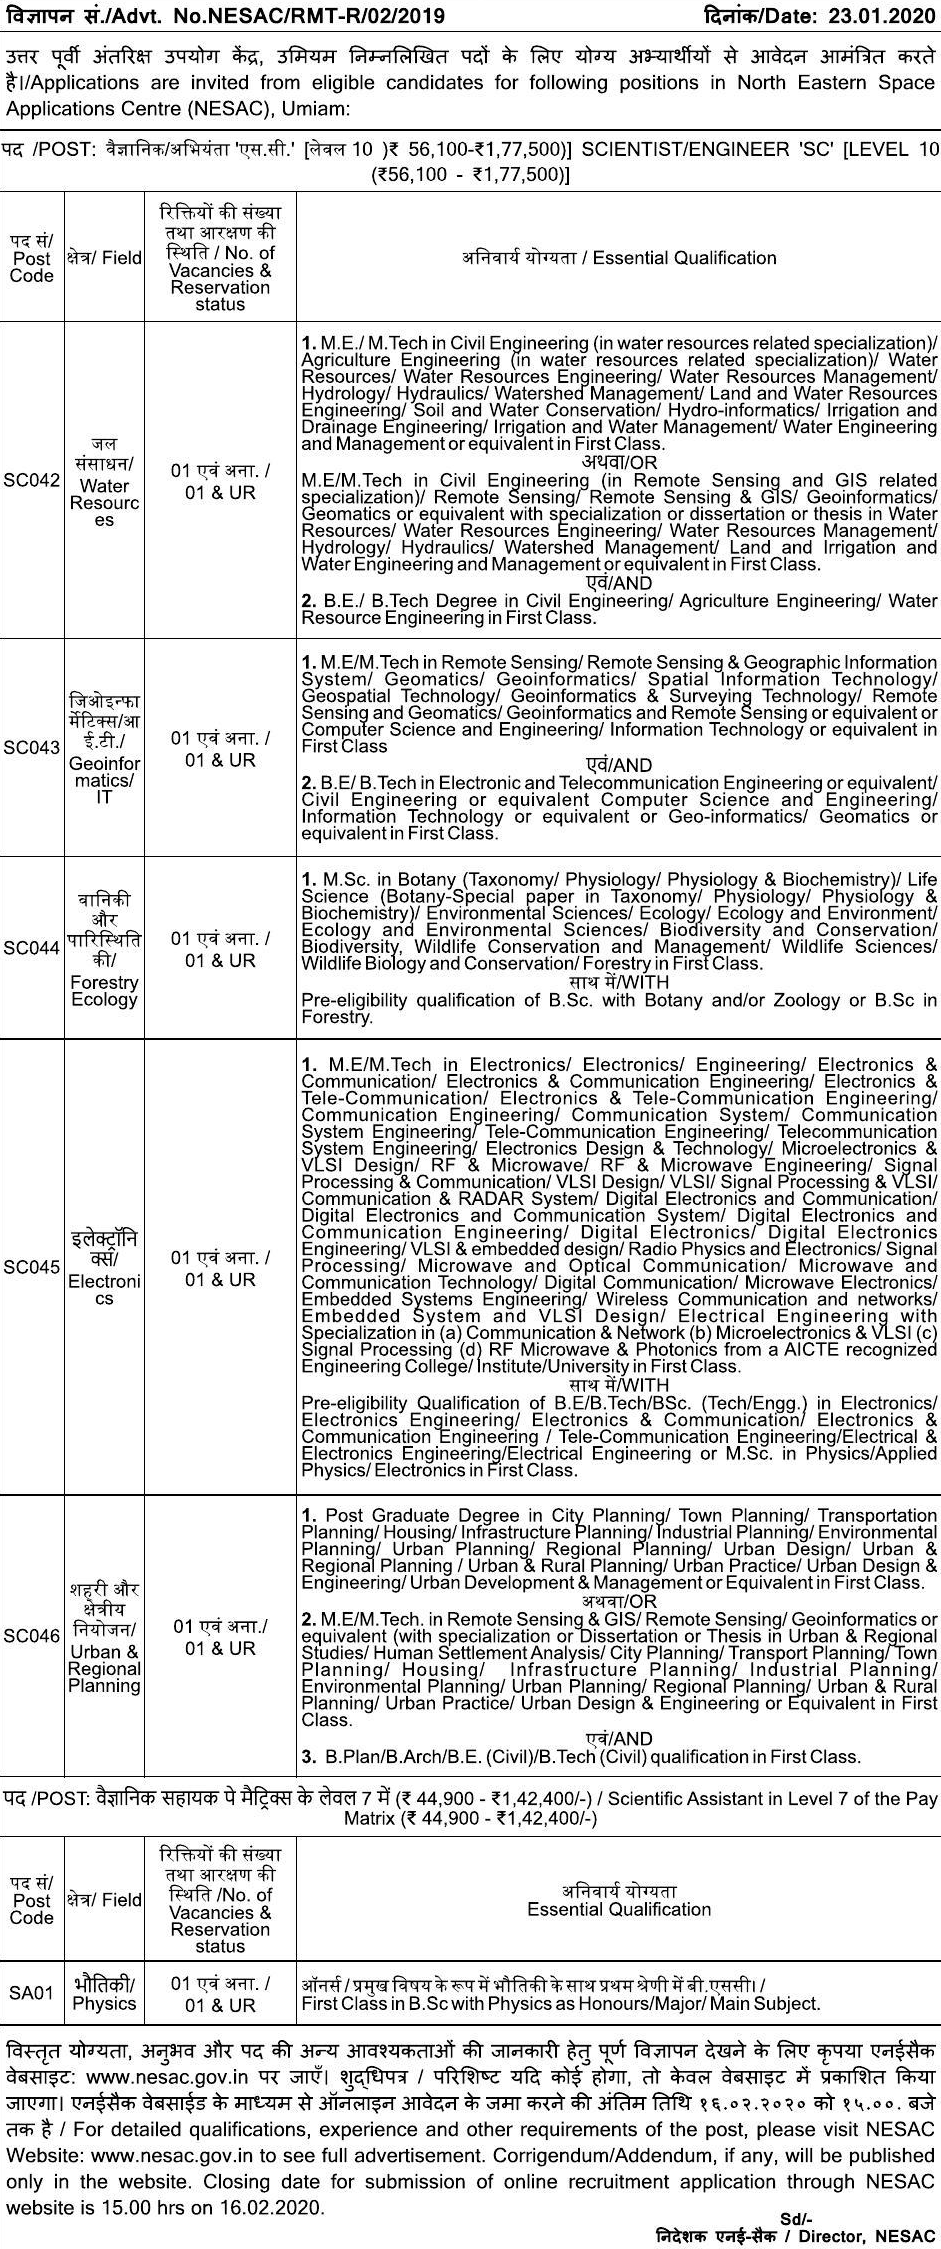 विज्ञापन सं./Advt. No.NESAC/RMT-R/02/2019 दिनांक/Date: 23.01.2020
उत्तर पूर्वी अंतरिक्ष उपयोग केंद्र, उमियम निम्नलिखित पदों के लिए योग्य अभ्यार्थीयों से आवेदन आमंत्रित करते
है।/Applications are invited from eligible candidates for following positions in North Eastern Space
Applications Centre (NESAC), Umiam:
पद /POST: वैज्ञानिक/अभियंता 'एस.सी.' [लेवल 10 )₹ 56,100-₹1,77,500)] SCIENTIST/ENGINEER 'SC' [LEVEL 10
(₹56,100 - ₹1,77,500)]
पद सं/
Post
Code
क्षेत्र/ Field
रिक्तियों की संख्या
तथा आरक्षण की
स्थिति / No. of
Vacancies &
Reservation
status
अनिवार्य योग्यता / Essential Qualification
SC042
जल
संसाधन/
Water
Resourc
es
01 एवं अना. /
01 & UR
1. M.E./ M.Tech in Civil Engineering (in water resources related specialization)/
Agriculture Engineering (in water resources related specialization)/ Water
Resources/ Water Resources Engineering/ Water Resources Management/
Hydrology/ Hydraulics/ Watershed Management/ Land and Water Resources
Engineering/ Soil and Water Conservation/ Hydro-informatics/ Irrigation and
Drainage Engineering/ Irrigation and Water Management/ Water Engineering
and Management or equivalent in First Class.
अथवा/OR
M.E/M.Tech in Civil Engineering (in Remote Sensing and GIS related
specialization)/ Remote Sensing/ Remote Sensing & GIS/ Geoinformatics/
Geomatics or equivalent with specialization or dissertation or thesis in Water
Resources/ Water Resources Engineering/ Water Resources Management/
Hydrology/ Hydraulics/ Watershed Management/ Land and Irrigation and
Water Engineering and Management or equivalent in First Class.
एवं/AND
2. B.E./ B.Tech Degree in Civil Engineering/ Agriculture Engineering/ Water
Resource Engineering in First Class.
SC043
जिओइन्फा
र्मेटिक्स/आ
ई.टी./
Geoinfor
matics/
IT
01 एवं अना. /
01 & UR
1. M.E/M.Tech in Remote Sensing/ Remote Sensing & Geographic Information
System/ Geomatics/ Geoinformatics/ Spatial Information Technology/
Geospatial Technology/ Geoinformatics & Surveying Technology/ Remote
Sensing and Geomatics/ Geoinformatics and Remote Sensing or equivalent or
Computer Science and Engineering/ Information Technology or equivalent in
First Class
एवं/AND
2. B.E/ B.Tech in Electronic and Telecommunication Engineering or equivalent/
Civil Engineering or equivalent Computer Science and Engineering/
Information Technology or equivalent or Geo-informatics/ Geomatics or
equivalent in First Class.
SC044
वानिकी
और
पारिस्थिति
की/
Forestry
Ecology
01 एवं अना. /
01 & UR
1. M.Sc. in Botany (Taxonomy/ Physiology/ Physiology & Biochemistry)/ Life
Science (Botany-Special paper in Taxonomy/ Physiology/ Physiology &
Biochemistry)/ Environmental Sciences/ Ecology/ Ecology and Environment/
Ecology and Environmental Sciences/ Biodiversity and Conservation/
Biodiversity, Wildlife Conservation and Management/ Wildlife Sciences/
Wildlife Biology and Conservation/ Forestry in First Class.
साथ में/WITH
Pre-eligibility qualification of B.Sc. with Botany and/or Zoology or B.Sc in
Forestry.
SC045
इलेक्ट्रॉनि
क्स/
Electroni
cs
01 एवं अना. /
01 & UR
1. M.E/M.Tech in Electronics/ Electronics/ Engineering/ Electronics &
Communication/ Electronics & Communication Engineering/ Electronics &
Tele-Communication/ Electronics & Tele-Communication Engineering/
Communication Engineering/ Communication System/ Communication
System Engineering/ Tele-Communication Engineering/ Telecommunication
System Engineering/ Electronics Design & Technology/ Microelectronics &
VLSI Design/ RF & Microwave/ RF & Microwave Engineering/ Signal
Processing & Communication/ VLSI Design/ VLSI/ Signal Processing & VLSI/
Communication & RADAR System/ Digital Electronics and Communication/
Digital Electronics and Communication System/ Digital Electronics and
Communication Engineering/ Digital Electronics/ Digital Electronics
Engineering/ VLSI & embedded design/ Radio Physics and Electronics/ Signal
Processing/ Microwave and Optical Communication/ Microwave and
Communication Technology/ Digital Communication/ Microwave Electronics/
Embedded Systems Engineering/ Wireless Communication and networks/
Embedded System and VLSI Design/ Electrical Engineering with
Specialization in (a) Communication & Network (b) Microelectronics & VLSI (c)
Signal Processing (d) RF Microwave & Photonics from a AICTE recognized
Engineering College/ Institute/University in First Class.
साथ में/WITH
Pre-eligibility Qualification of B.E/B.Tech/BSc. (Tech/Engg.) in Electronics/
Electronics Engineering/ Electronics & Communication/ Electronics &
Communication Engineering / Tele-Communication Engineering/Electrical &
Electronics Engineering/Electrical Engineering or M.Sc. in Physics/Applied
Physics/ Electronics in First Class.
SC046
शहरी और
क्षेत्रीय
नियोजन/
Urban &
Regional
Planning
01 एवं अना./
01 & UR
1. Post Graduate Degree in City Planning/ Town Planning/ Transportation
Planning/ Housing/ Infrastructure Planning/ Industrial Planning/ Environmental
Planning/ Urban Planning/ Regional Planning/ Urban Design/ Urban &
Regional Planning / Urban & Rural Planning/ Urban Practice/ Urban Design &
Engineering/ Urban Development & Management or Equivalent in First Class.
अथवा/OR
2. M.E/M.Tech. in Remote Sensing & GIS/ Remote Sensing/ Geoinformatics or
equivalent (with specialization or Dissertation or Thesis in Urban & Regional
Studies/ Human Settlement Analysis/ City Planning/ Transport Planning/ Town
Planning/ Housing/ Infrastructure Planning/ Industrial Planning/
Environmental Planning/ Urban Planning/ Regional Planning/ Urban & Rural
Planning/ Urban Practice/ Urban Design & Engineering or Equivalent in First
Class.
एवं/AND
3. B.Plan/B.Arch/B.E. (Civil)/B.Tech (Civil) qualification in First Class.
पद /POST: वैज्ञानिक सहायक पे मैट्रिक्स के लेवल 7 में (₹ 44,900 - ₹1,42,400/-) / Scientific Assistant in Level 7 of the Pay
Matrix (₹ 44,900 - ₹1,42,400/-)
पद सं/
Post
Code
क्षेत्र/ Field
रिक्तियों की संख्या
तथा आरक्षण की
स्थिति /No. of
Vacancies &
Reservation
status
अनिवार्य योग्यता
Essential Qualification
SA01
भौतिकी/
Physics
01 एवं अना. /
01 & UR
ऑनर्स / प्रमुख विषय के रूप में भौतिकी के साथ प्रथम श्रेणी में बी.एससी। /
First Class in B.Sc with Physics as Honours/Major/ Main Subject.
विस्तृत योग्यता, अनुभव और पद की अन्य आवश्यकताओं की जानकारी हेतु पूर्ण विज्ञापन देखने के लिए कृपया एनईसैक
वेबसाइट: www.nesac.gov.in पर जाएँ। शुद्धिपत्र / परिशिष्ट यदि कोई होगा, तो केवल वेबसाइट में प्रकाशित किया
जाएगा। एनईसैक वेबसाईड के माध्यम से ऑनलाइन आवेदन के जमा करने की अंतिम तिथि १६.०२.२०२० को १५.००. बजे
तक है / For detailed qualifications, experience and other requirements of the post, please visit NESAC
Website: www.nesac.gov.in to see full advertisement. Corrigendum/Addendum, if any, will be published
only in the website. Closing date for submission of online recruitment application through NESAC
website is 15.00 hrs on 16.02.2020.
Sd/-
निदेशक एनई-सैक / Director, NESAC